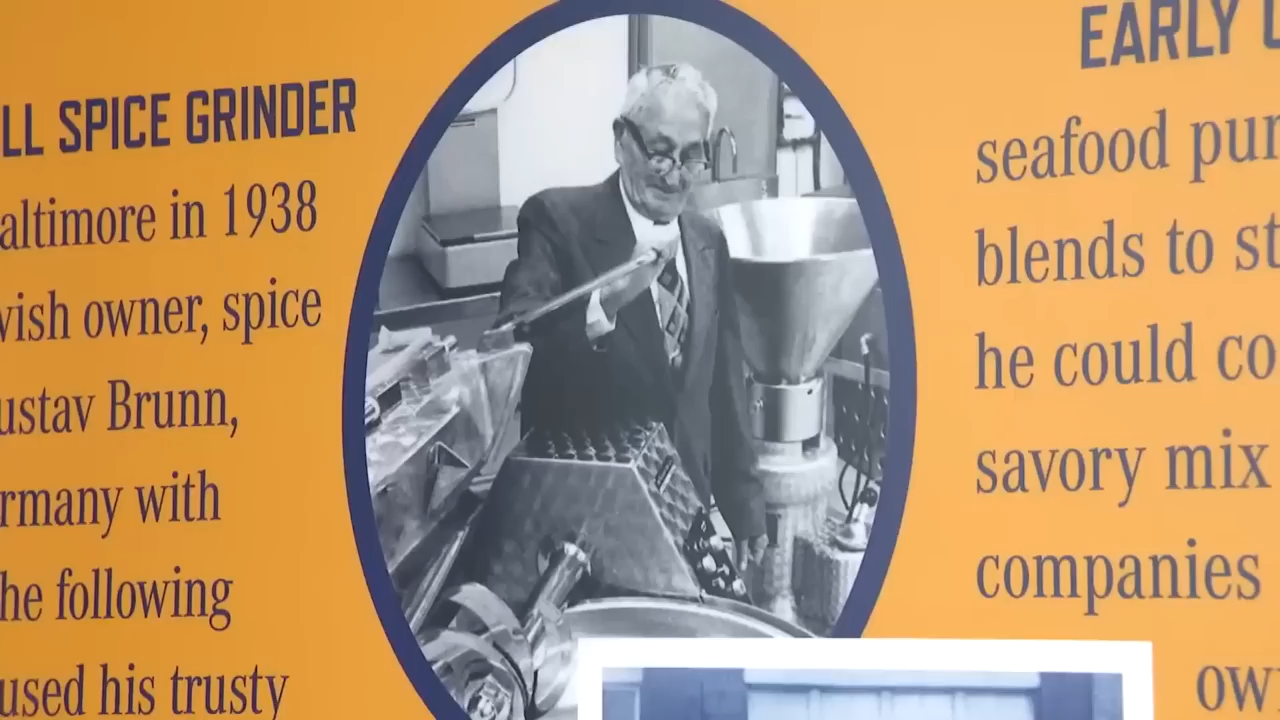 LL SPICE GRINDER
altimore in 1938
wish owner, spice
ustav Brunn,
rmany with
he following
used his trusty
EARLY
seafood pur
blends to st
he could co
savory mix
companies
ow